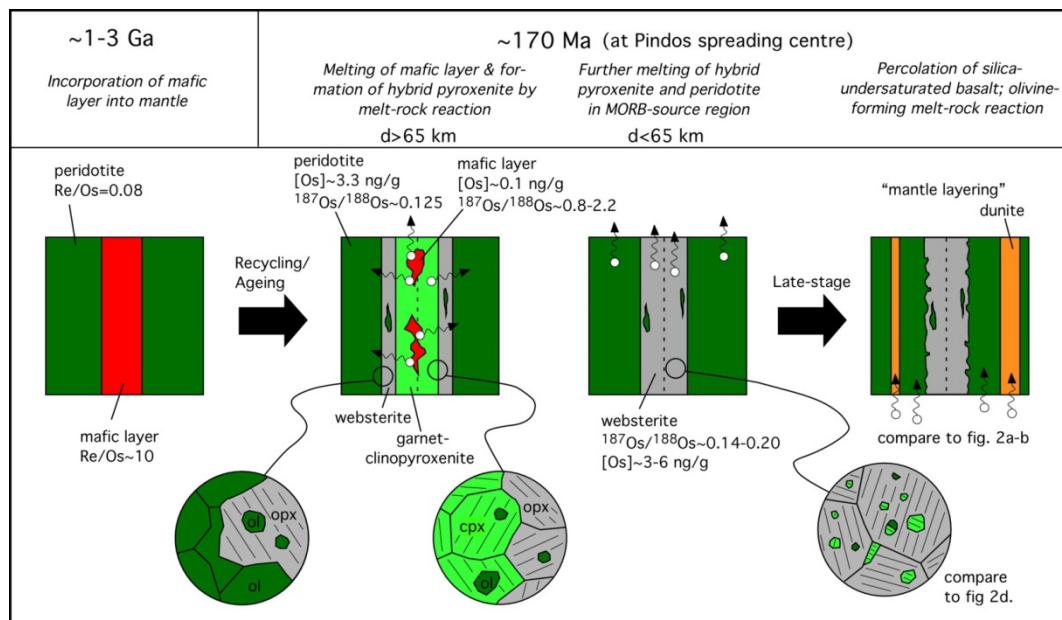 ~1-3 Ga
Incorporation of mafic
layer into mantle
~170 Ma (at Pindos spreading centre)
Melting of mafic layer & for-
mation of hybrid pyroxenite by
melt-rock reaction
d>65 km
Further melting of hybrid
pyroxenite and peridotite
in MORB-source region
d<65 km
Percolation of silica-
undersaturated basalt; olivine-
forming melt-rock reaction
peridotite
Re/Os=0.08
mafic layer
Re/Os~10
Recycling/
Ageing
peridotite
[Os]~3.3 ng/g
¹⁸⁷Os/¹⁸⁸Os~0.125
mafic layer
[Os]~0.1 ng/g
¹⁸⁷Os/¹⁸⁸Os~0.8-2.2
websterite
garnet-
clinopyroxenite
websterite
¹⁸⁷Os/¹⁸⁸Os~0.14-0.20
[Os]~3-6 ng/g
Late-stage
"mantle layering"
dunite
compare to fig. 2a-b
ol
opx
ol
cpx
opx
ol
compare
to fig 2d.